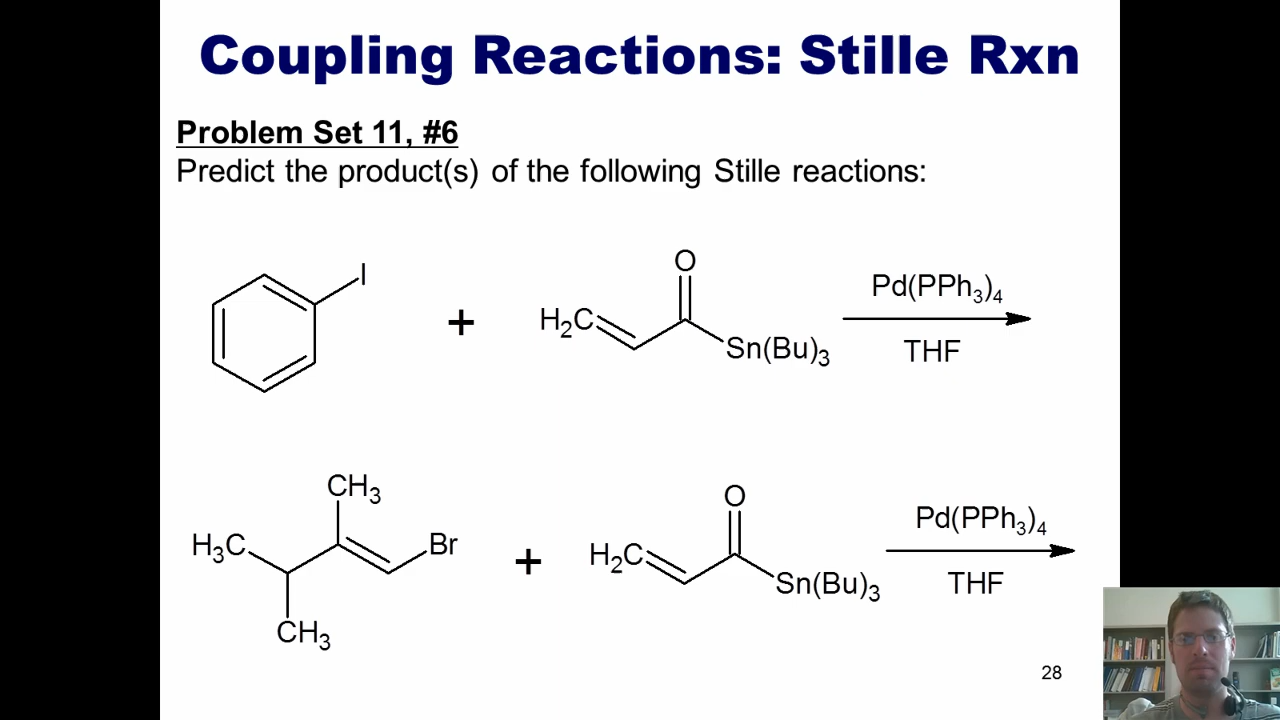 Coupling Reactions: Stille Rxn
Problem Set 11, #6
Predict the product(s) of the following Stille reactions:
I
+
H₂C
O
Sn(Bu)₃
Pd(PPh₃)₄
THF
CH₃
H₃C
Br
CH₃
+
H₂C
O
Sn(Bu)₃
Pd(PPh₃)₄
THF
28